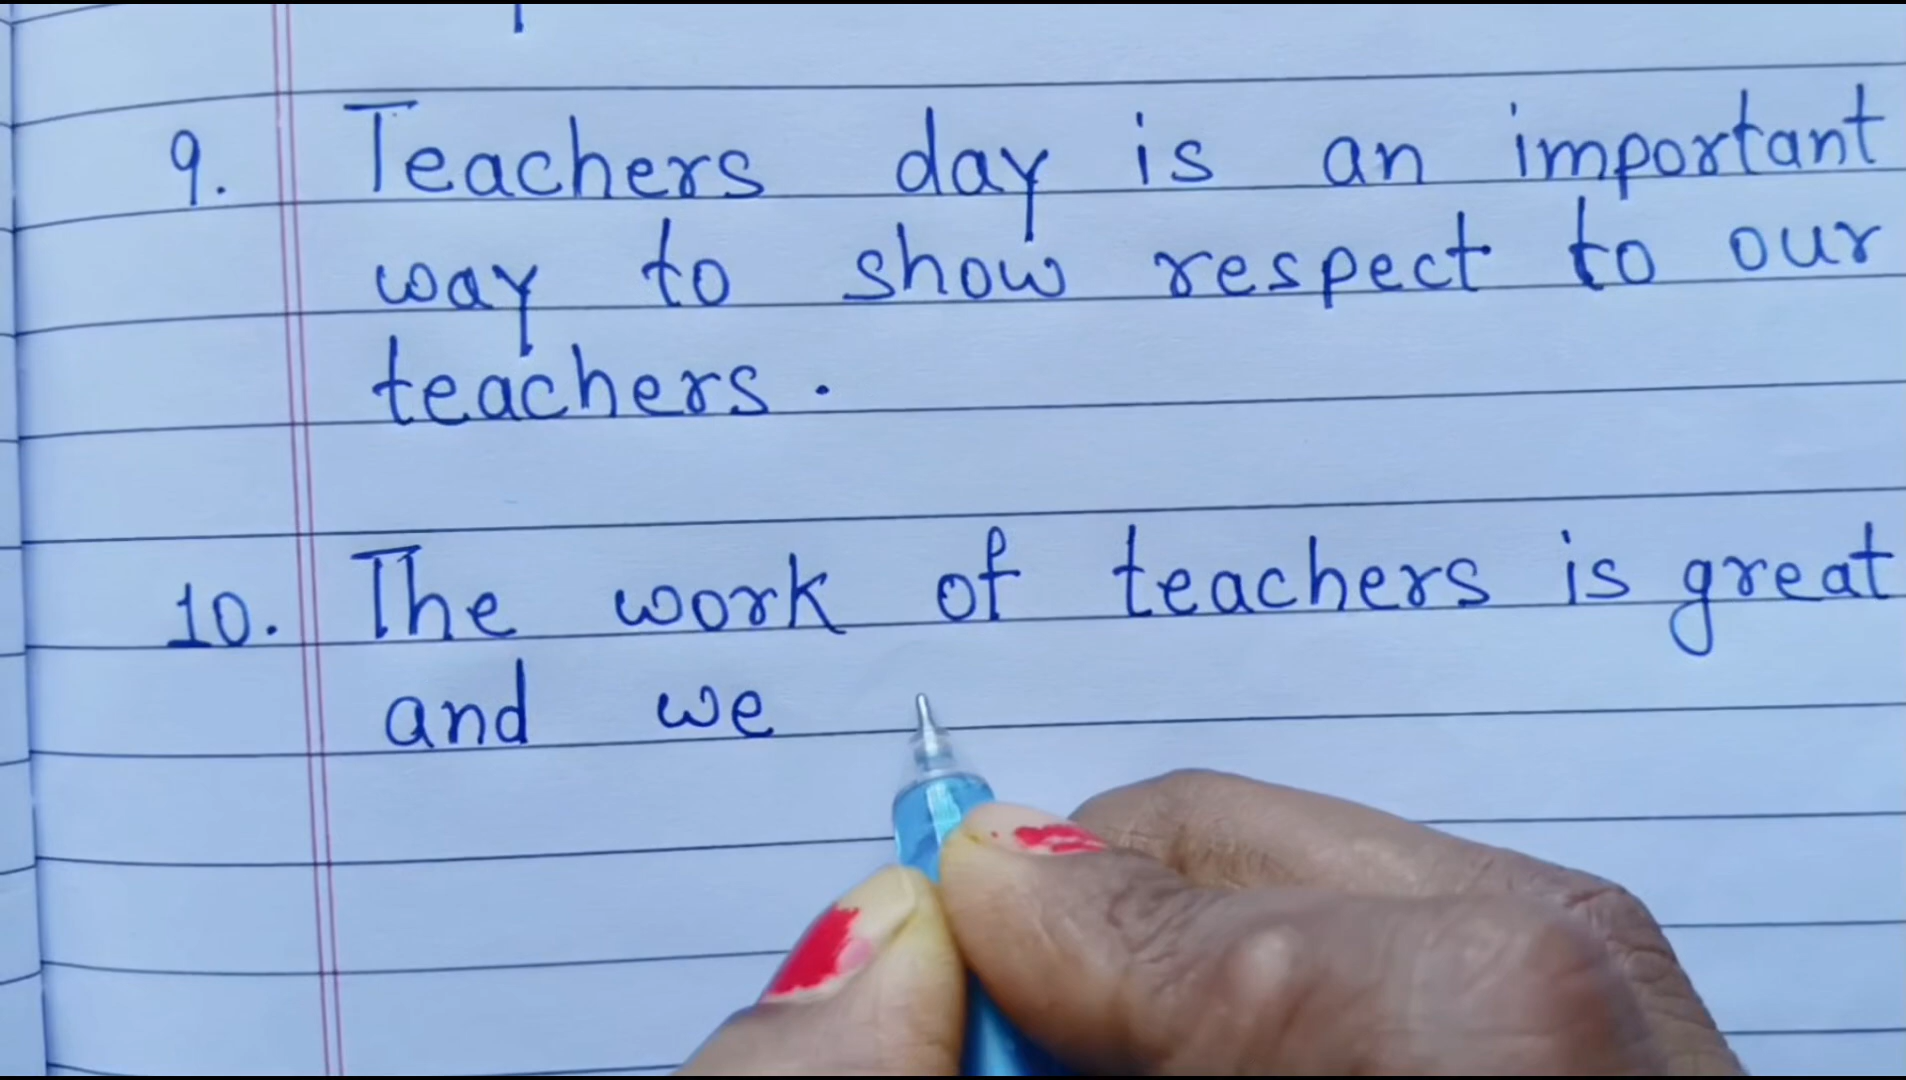 9. Teachers day is an important
way to show respect to our
teachers.
10. The work of teachers is great
and we